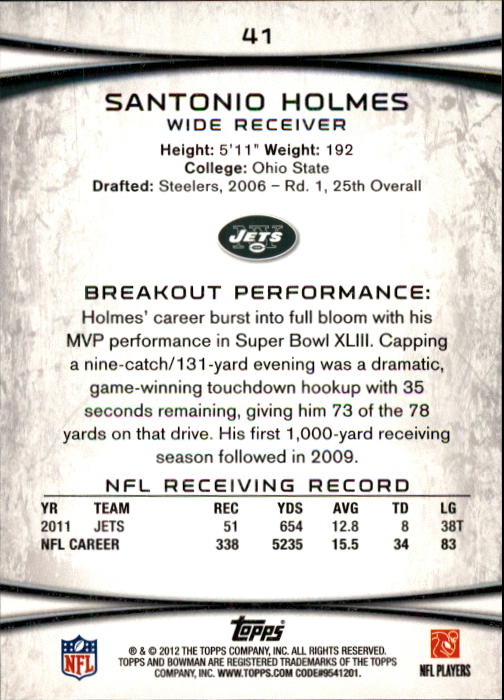 41
SANTONIO HOLMES
WIDE RECEIVER
Height: 5'11" Weight: 192
College: Ohio State
Drafted: Steelers, 2006 – Rd. 1, 25th Overall
NY
JETS
BREAKOUT PERFORMANCE:
Holmes' career burst into full bloom with his
MVP performance in Super Bowl XLIII. Capping
a nine-catch/131-yard evening was a dramatic,
game-winning touchdown hookup with 35
seconds remaining, giving him 73 of the 78
yards on that drive. His first 1,000-yard receiving
season followed in 2009.
NFL RECEIVING RECORD
YR TEAM REC YDS AVG TD LG
2011 JETS 51 654 12.8 8 38T
NFL CAREER 338 5235 15.5 34 83
TOPPS
® & © 2012 THE TOPPS COMPANY, INC. ALL RIGHTS RESERVED.
TOPPS AND BOWMAN ARE REGISTERED TRADEMARKS OF THE TOPPS
COMPANY, INC. WWW.TOPPS.COM CODE#9541201.
NFL
NFL PLAYERS